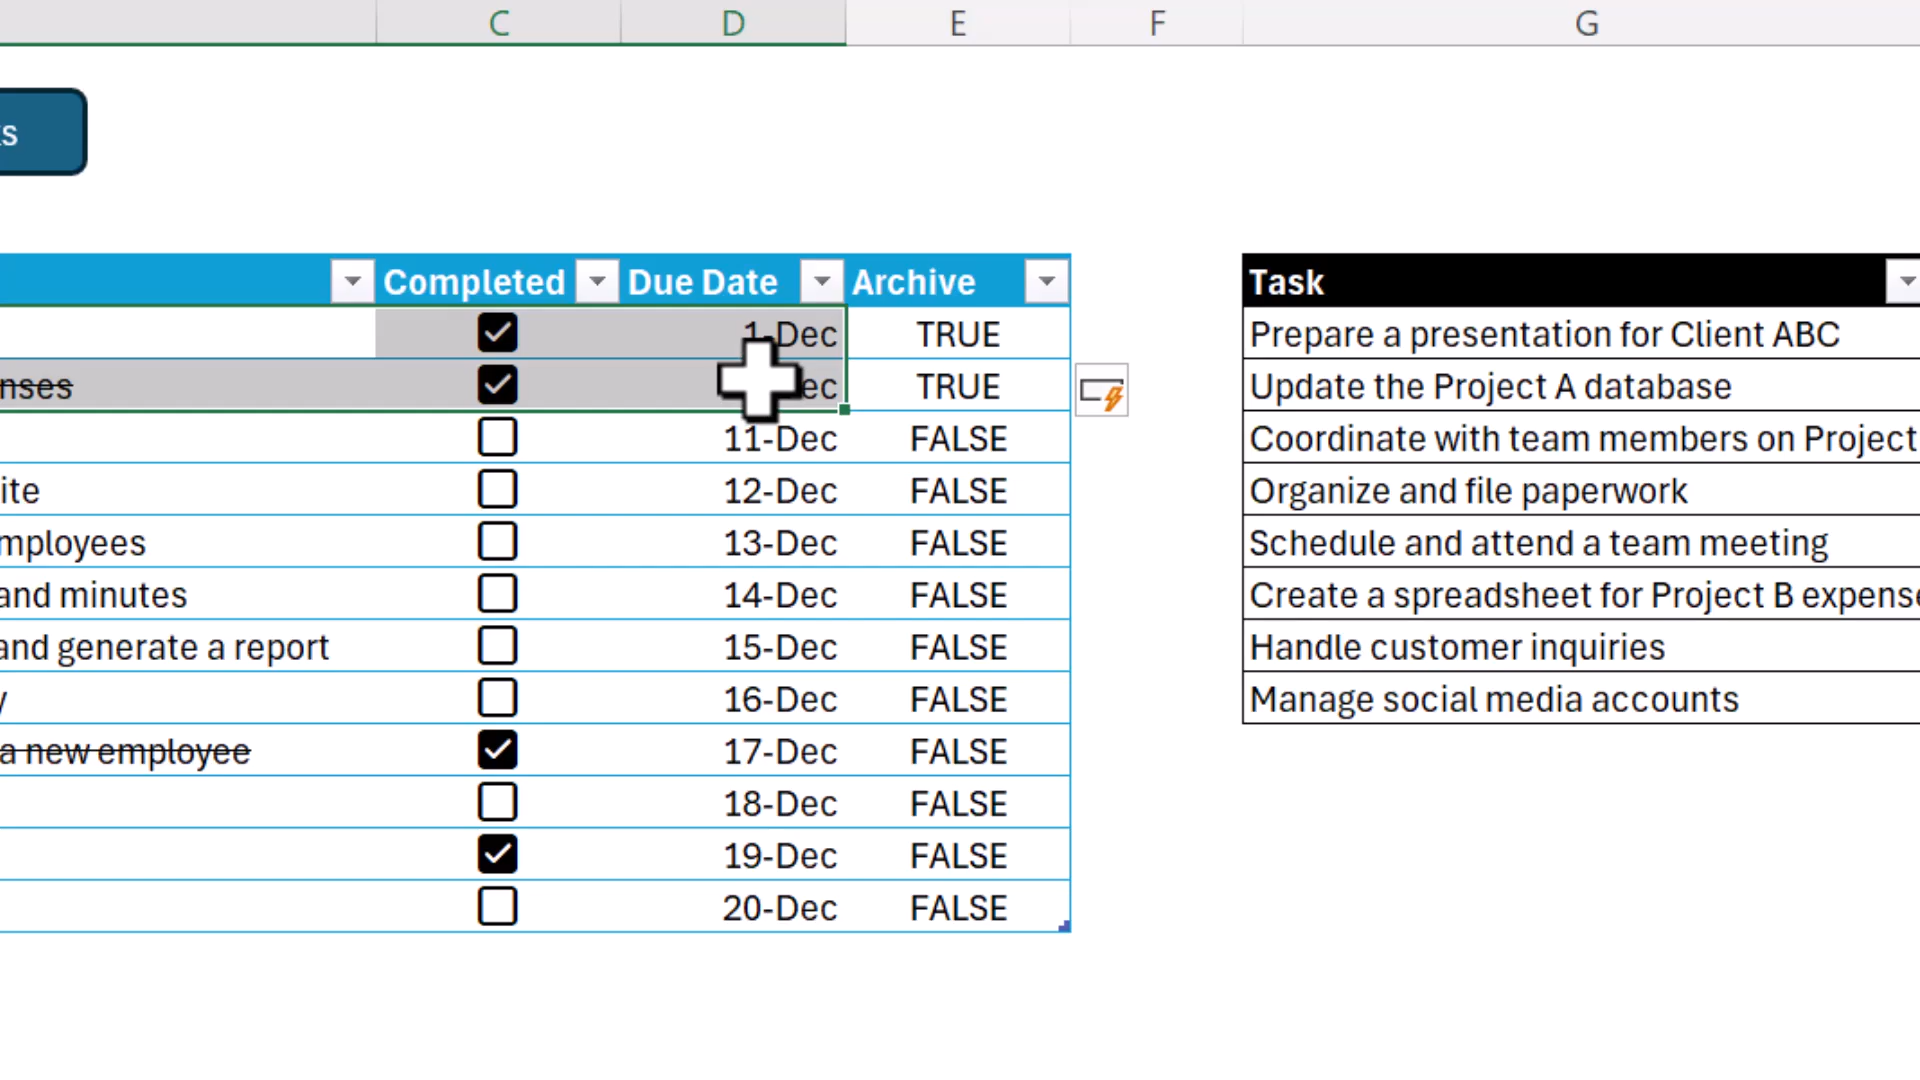 C D E F G
s
Completed Due Date Archive Task
1-Dec TRUE Prepare a presentation for Client ABC
nses ec TRUE Update the Project A database
11-Dec FALSE Coordinate with team members on Project
ite 12-Dec FALSE Organize and file paperwork
mployees 13-Dec FALSE Schedule and attend a team meeting
and minutes 14-Dec FALSE Create a spreadsheet for Project B expense
and generate a report 15-Dec FALSE Handle customer inquiries
16-Dec FALSE Manage social media accounts
a new employee 17-Dec FALSE
18-Dec FALSE
19-Dec FALSE
20-Dec FALSE